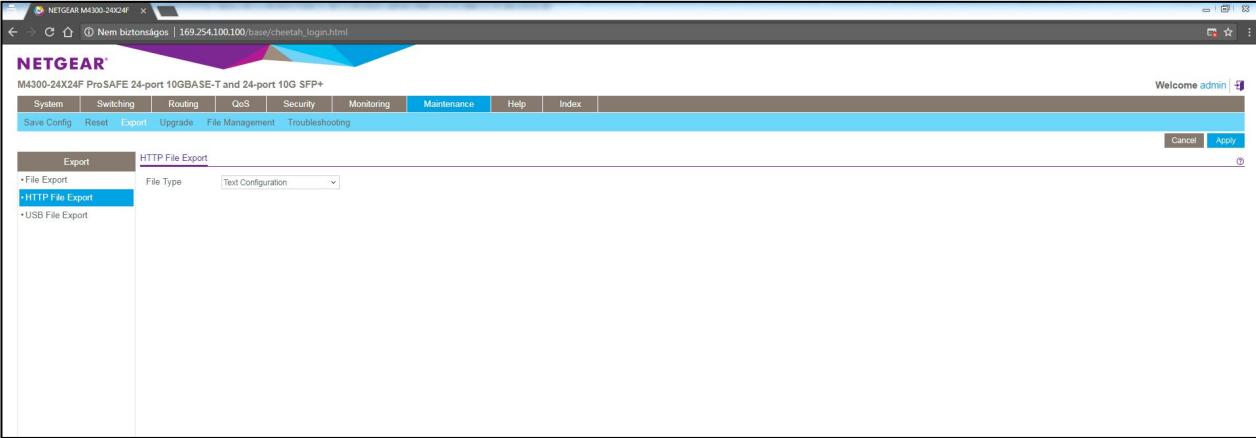 NETGEAR M4300-24X24F
Nem biztonságos | 169.254.100.100/base/cheetah_login.html
NETGEAR®
M4300-24X24F ProSAFE 24-port 10GBASE-T and 24-port 10G SFP+
Welcome admin
System Switching Routing QoS Security Monitoring Maintenance Help Index
Save Config Reset Export Upgrade File Management Troubleshooting
Cancel Apply
Export
HTTP File Export
• File Export
File Type Text Configuration
• HTTP File Export
• USB File Export